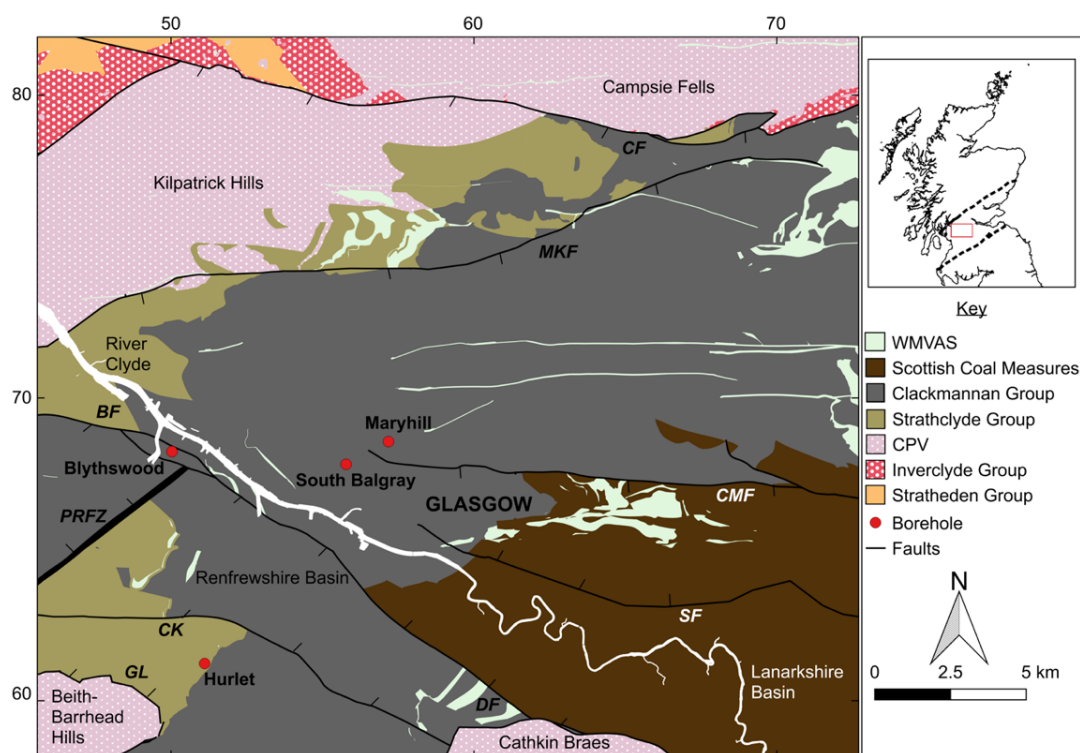 50
60
70
80
70
60
Campsie Fells
CF
Kilpatrick Hills
MKF
River
Clyde
BF
Maryhill
Blythswood
South Balgray
GLASGOW
CMF
PRFZ
Renfrewshire Basin
SF
CK
GL
Hurlet
Lanarkshire
Basin
Beith-
Barrhead
Hills
DF
Cathkin Braes
Key
WMVAS
Scottish Coal Measures
Clackmannan Group
Strathclyde Group
CPV
Inverclyde Group
Stratheden Group
Borehole
Faults
N
0
2.5
5 km